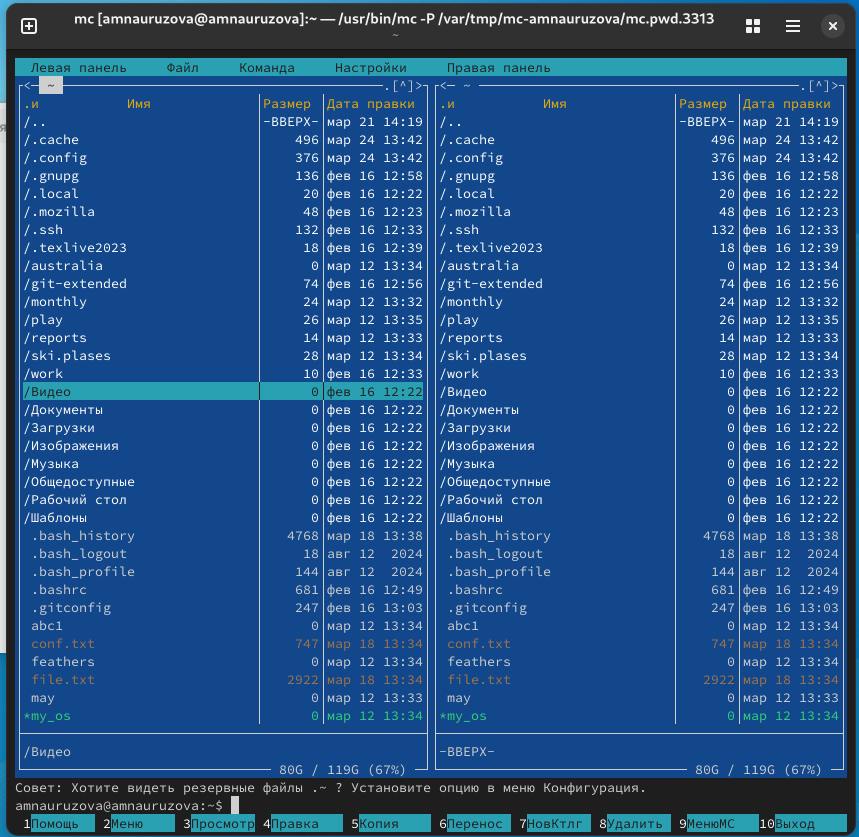 mc [amnauruzova@amnauruzova]:~ — /usr/bin/mc -P /var/tmp/mc-amnauruzova/mc.pwd.3313
~
Левая панель Файл Команда Настройки Правая панель
<— ~ .[^]> <— ~ .[^]>
.и Имя Размер Дата правки .и Имя Размер Дата правки
/.. -ВВЕРХ- мар 21 14:19 /.. -ВВЕРХ- мар 21 14:19
/.cache 496 мар 24 13:42 /.cache 496 мар 24 13:42
/.config 376 мар 24 13:42 /.config 376 мар 24 13:42
/.gnupg 136 фев 16 12:58 /.gnupg 136 фев 16 12:58
/.local 20 фев 16 12:22 /.local 20 фев 16 12:22
/.mozilla 48 фев 16 12:23 /.mozilla 48 фев 16 12:23
/.ssh 132 фев 16 12:33 /.ssh 132 фев 16 12:33
/.texlive2023 18 фев 16 12:39 /.texlive2023 18 фев 16 12:39
/australia 0 мар 12 13:34 /australia 0 мар 12 13:34
/git-extended 74 фев 16 12:56 /git-extended 74 фев 16 12:56
/monthly 24 мар 12 13:32 /monthly 24 мар 12 13:32
/play 26 мар 12 13:35 /play 26 мар 12 13:35
/reports 14 мар 12 13:33 /reports 14 мар 12 13:33
/ski.plases 28 мар 12 13:34 /ski.plases 28 мар 12 13:34
/work 10 фев 16 12:33 /work 10 фев 16 12:33
/Видео 0 фев 16 12:22 /Видео 0 фев 16 12:22
/Документы 0 фев 16 12:22 /Документы 0 фев 16 12:22
/Загрузки 0 фев 16 12:22 /Загрузки 0 фев 16 12:22
/Изображения 0 фев 16 12:22 /Изображения 0 фев 16 12:22
/Музыка 0 фев 16 12:22 /Музыка 0 фев 16 12:22
/Общедоступные 0 фев 16 12:22 /Общедоступные 0 фев 16 12:22
/Рабочий стол 0 фев 16 12:22 /Рабочий стол 0 фев 16 12:22
/Шаблоны 0 фев 16 12:22 /Шаблоны 0 фев 16 12:22
.bash_history 4768 мар 18 13:38 .bash_history 4768 мар 18 13:38
.bash_logout 18 авг 12 2024 .bash_logout 18 авг 12 2024
.bash_profile 144 авг 12 2024 .bash_profile 144 авг 12 2024
.bashrc 681 фев 16 12:49 .bashrc 681 фев 16 12:49
.gitconfig 247 фев 16 13:03 .gitconfig 247 фев 16 13:03
abc1 0 мар 12 13:34 abc1 0 мар 12 13:34
conf.txt 747 мар 18 13:34 conf.txt 747 мар 18 13:34
feathers 0 мар 12 13:34 feathers 0 мар 12 13:34
file.txt 2922 мар 18 13:34 file.txt 2922 мар 18 13:34
may 0 мар 12 13:33 may 0 мар 12 13:33
*my_os 0 мар 12 13:34 *my_os 0 мар 12 13:34
/Видео -ВВЕРХ-
80G / 119G (67%) 80G / 119G (67%)
Совет: Хотите видеть резервные файлы .~ ? Установите опцию в меню Конфигурация.
amnauruzova@amnauruzova:~$
1Помощь 2Меню 3Просмотр 4Правка 5Копия 6Перенос 7НовКтлг 8Удалить 9МенюMC 10Выход